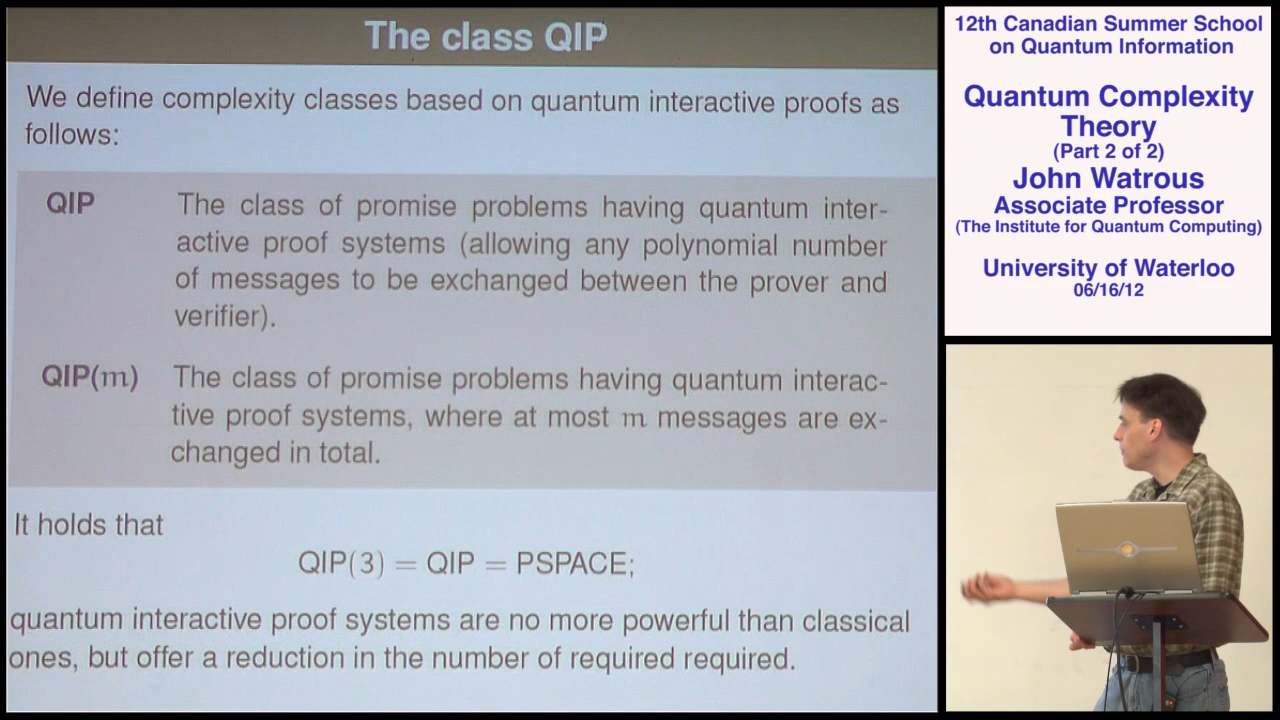 The class QIP
We define complexity classes based on quantum interactive proofs as
follows:
QIP The class of promise problems having quantum inter-
active proof systems (allowing any polynomial number
of messages to be exchanged between the prover and
verifier).
QIP(m) The class of promise problems having quantum interac-
tive proof systems, where at most m messages are ex-
changed in total.
It holds that
QIP(3) = QIP = PSPACE;
quantum interactive proof systems are no more powerful than classical
ones, but offer a reduction in the number of required required.
12th Canadian Summer School
on Quantum Information
Quantum Complexity
Theory
(Part 2 of 2)
John Watrous
Associate Professor
(The Institute for Quantum Computing)
University of Waterloo
06/16/12